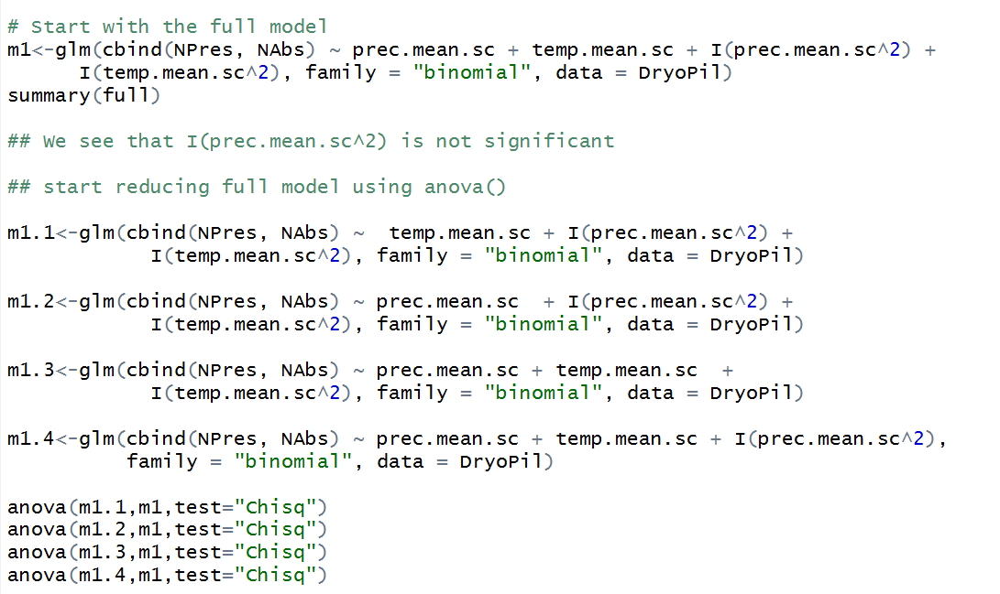 # Start with the full model
m1<-glm(cbind(NPres, NAbs) ~ prec.mean.sc + temp.mean.sc + I(prec.mean.sc^2) +
I(temp.mean.sc^2), family = "binomial", data = DryoPil)
summary(full)
## We see that I(prec.mean.sc^2) is not significant
## start reducing full model using anova()
m1.1<-glm(cbind(NPres, NAbs) ~  temp.mean.sc + I(prec.mean.sc^2) +
I(temp.mean.sc^2), family = "binomial", data = DryoPil)
m1.2<-glm(cbind(NPres, NAbs) ~ prec.mean.sc  + I(prec.mean.sc^2) +
I(temp.mean.sc^2), family = "binomial", data = DryoPil)
m1.3<-glm(cbind(NPres, NAbs) ~ prec.mean.sc + temp.mean.sc  +
I(temp.mean.sc^2), family = "binomial", data = DryoPil)
m1.4<-glm(cbind(NPres, NAbs) ~ prec.mean.sc + temp.mean.sc + I(prec.mean.sc^2),
family = "binomial", data = DryoPil)
anova(m1.1,m1,test="Chisq")
anova(m1.2,m1,test="Chisq")
anova(m1.3,m1,test="Chisq")
anova(m1.4,m1,test="Chisq")